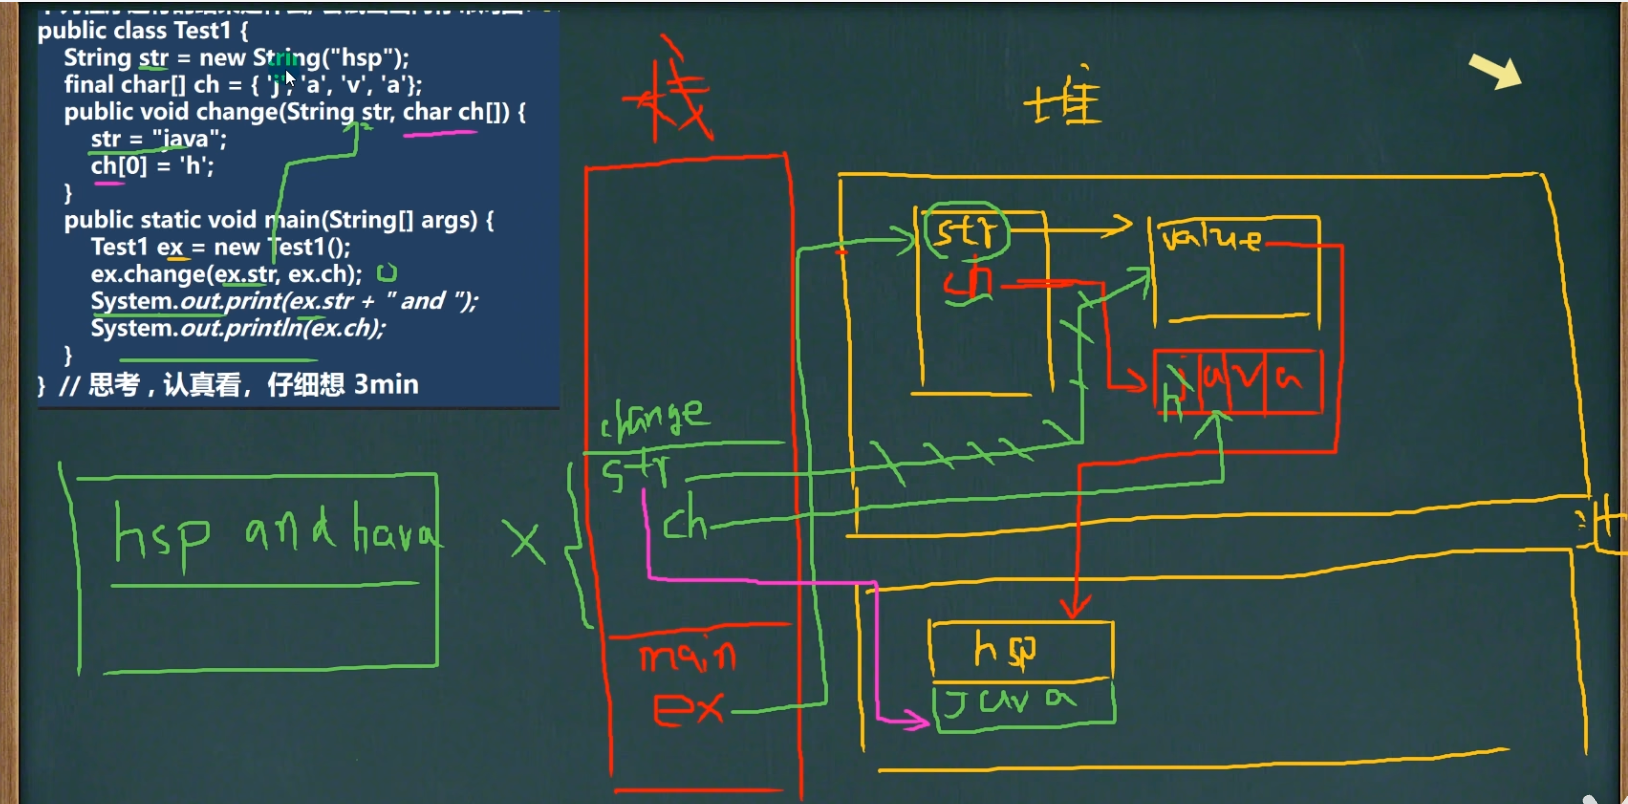 public class Test1 {
String str = new String("hsp");
final char[] ch = { 'j', 'a', 'v', 'a'};
public void change(String str, char ch[]) {
str = "java";
ch[0] = 'h';
}
public static void main(String[] args) {
Test1 ex = new Test1();
ex.change(ex.str, ex.ch);
System.out.print(ex.str + " and ");
System.out.println(ex.ch);
}
} // 思考，认真看，仔细想 3min
栈
堆
str
ch
value
j a v a
h
change
str
ch
main
ex
hsp
java
hsp and hava